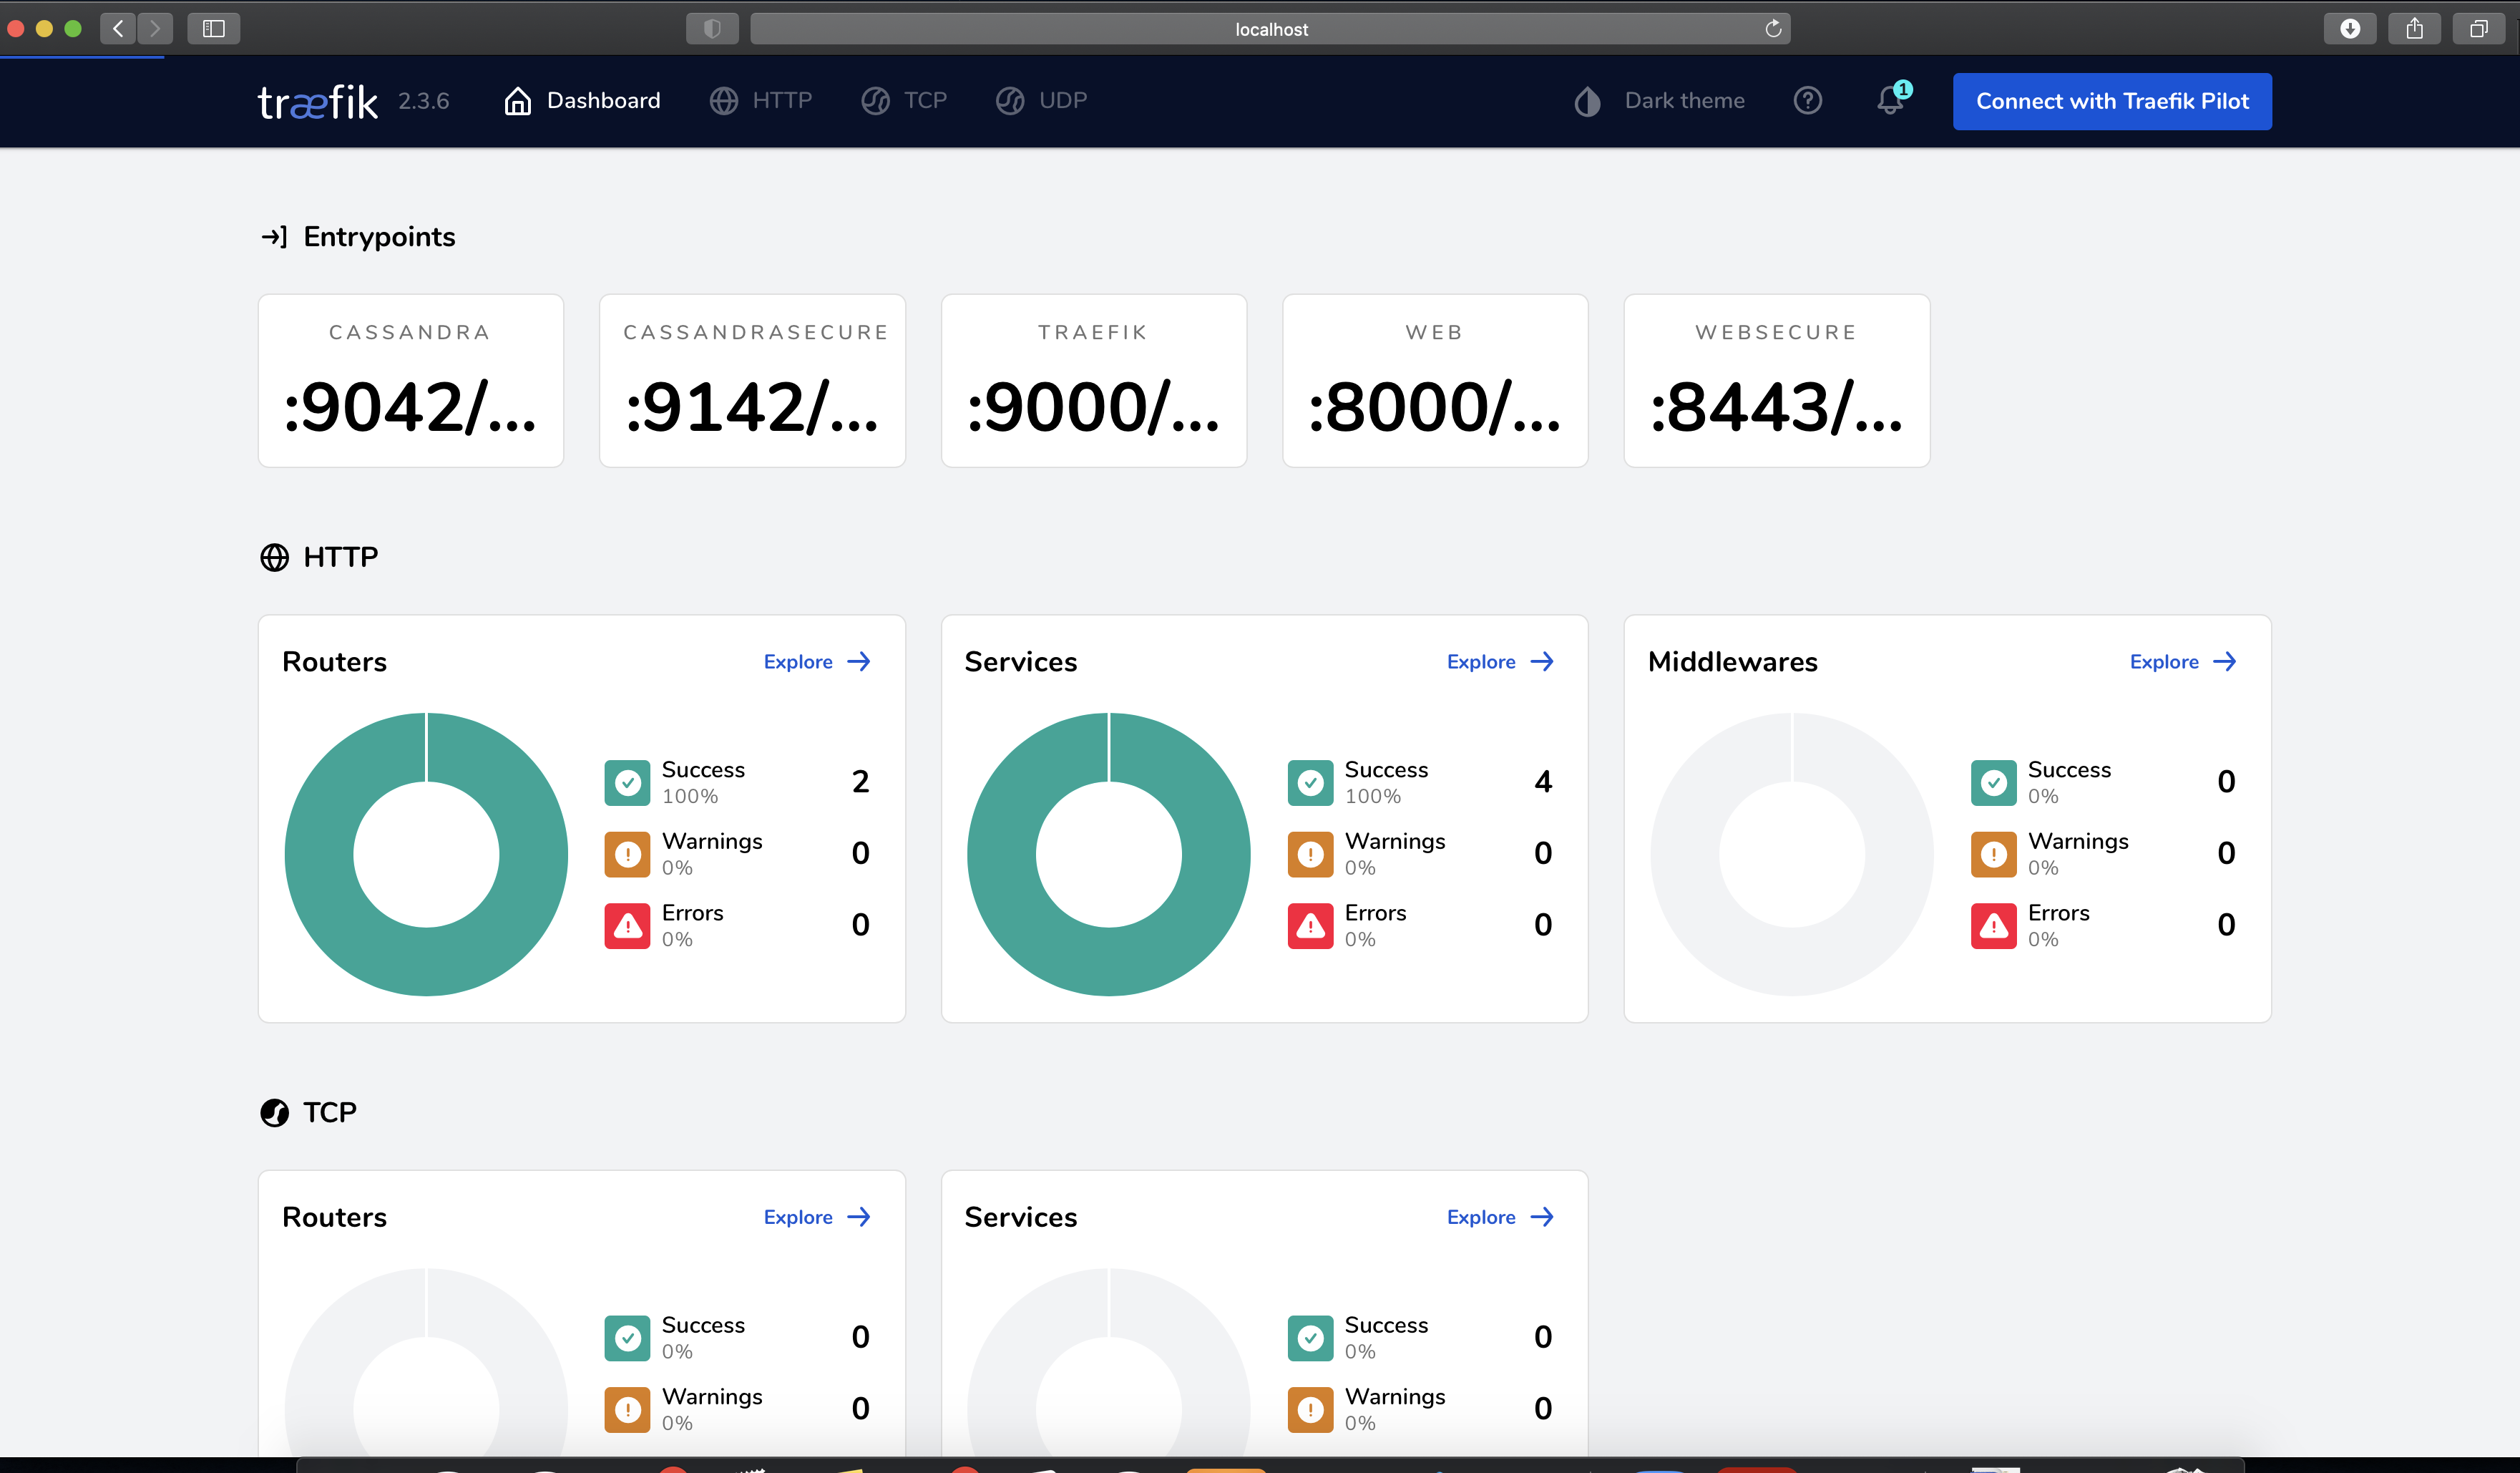 localhost
træfik 2.3.6 Dashboard HTTP TCP UDP Dark theme 1 Connect with Traefik Pilot
Entrypoints
CASSANDRA CASSANDRASECURE TRAEFIK WEB WEBSECURE
:9042/... :9142/... :9000/... :8000/... :8443/...
HTTP
Routers Explore
Success 2
100%
Warnings 0
0%
Errors 0
0%
Services Explore
Success 4
100%
Warnings 0
0%
Errors 0
0%
Middlewares Explore
Success 0
0%
Warnings 0
0%
Errors 0
0%
TCP
Routers Explore
Success 0
0%
Warnings 0
0%
Services Explore
Success 0
0%
Warnings 0
0%